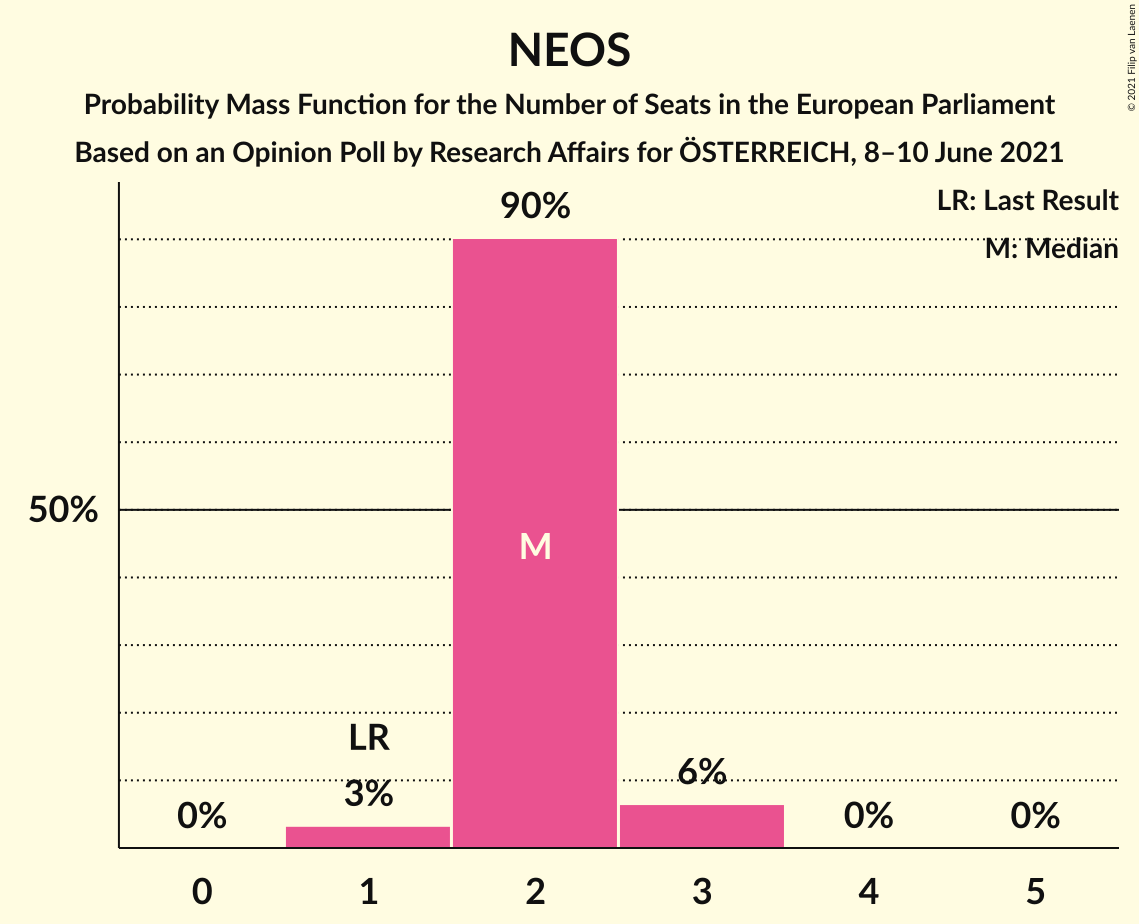 NEOS
Probability Mass Function for the Number of Seats in the European Parliament
Based on an Opinion Poll by Research Affairs for ÖSTERREICH, 8–10 June 2021
© 2021 Filip van Laenen
LR: Last Result
M: Median
90%
50%
M
LR
3%
6%
0%
0%
0%
0 1 2 3 4 5